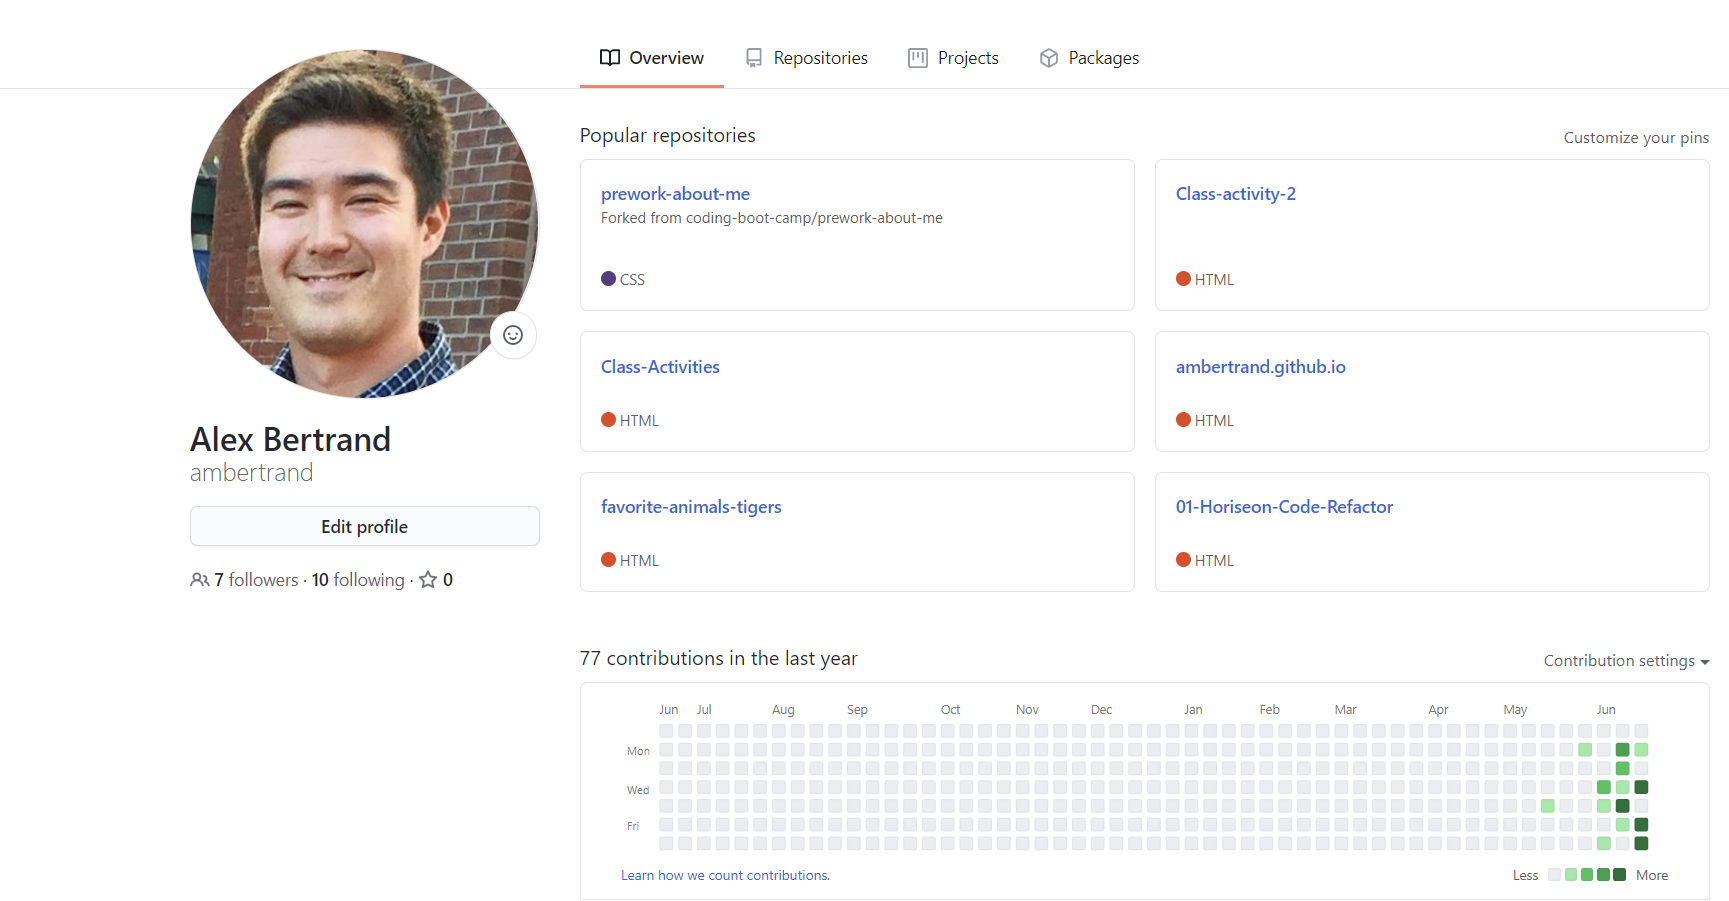 Overview Repositories Projects Packages
Popular repositories
Customize your pins
prework-about-me
Forked from coding-boot-camp/prework-about-me
CSS
Class-activity-2
HTML
Class-Activities
HTML
ambertrand.github.io
HTML
favorite-animals-tigers
HTML
01-Horiseon-Code-Refactor
HTML
Alex Bertrand
ambertrand
Edit profile
7 followers · 10 following · 0
77 contributions in the last year
Contribution settings
Jun Jul Aug Sep Oct Nov Dec Jan Feb Mar Apr May Jun
Mon
Wed
Fri
Learn how we count contributions.
Less More